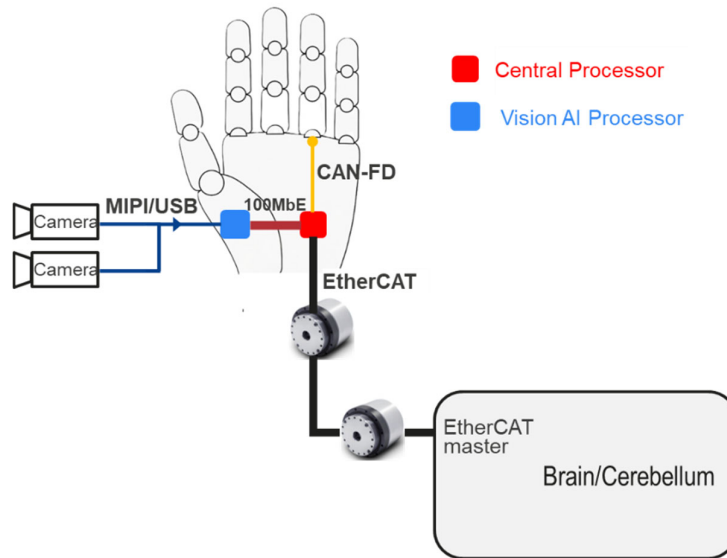 Central Processor
Vision AI Processor
CAN-FD
MIPI/USB
100MbE
Camera
Camera
EtherCAT
EtherCAT
master
Brain/Cerebellum